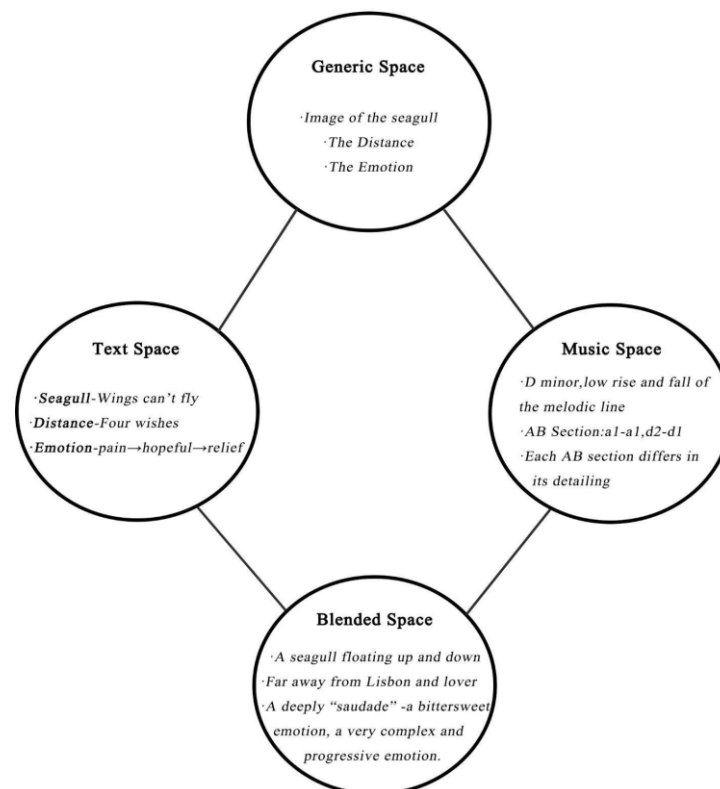 Generic Space
·Image of the seagull
·The Distance
·The Emotion
Text Space
·Seagull-Wings can't fly
·Distance-Four wishes
·Emotion-pain→hopeful→relief
Music Space
·D minor,low rise and fall of
the melodic line
·AB Section:a1-a1,d2-d1
·Each AB section differs in
its detailing
Blended Space
·A seagull floating up and down
·Far away from Lisbon and lover
·A deeply “saudade” -a bittersweet
emotion, a very complex and
progressive emotion.